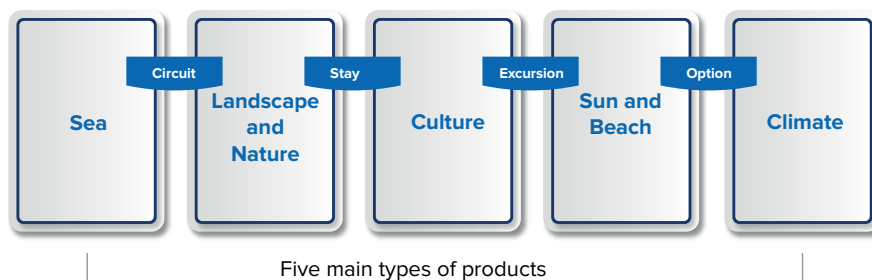 Circuit
Stay
Excursion
Option
Sea
Landscape
and
Nature
Culture
Sun and
Beach
Climate
Five main types of products